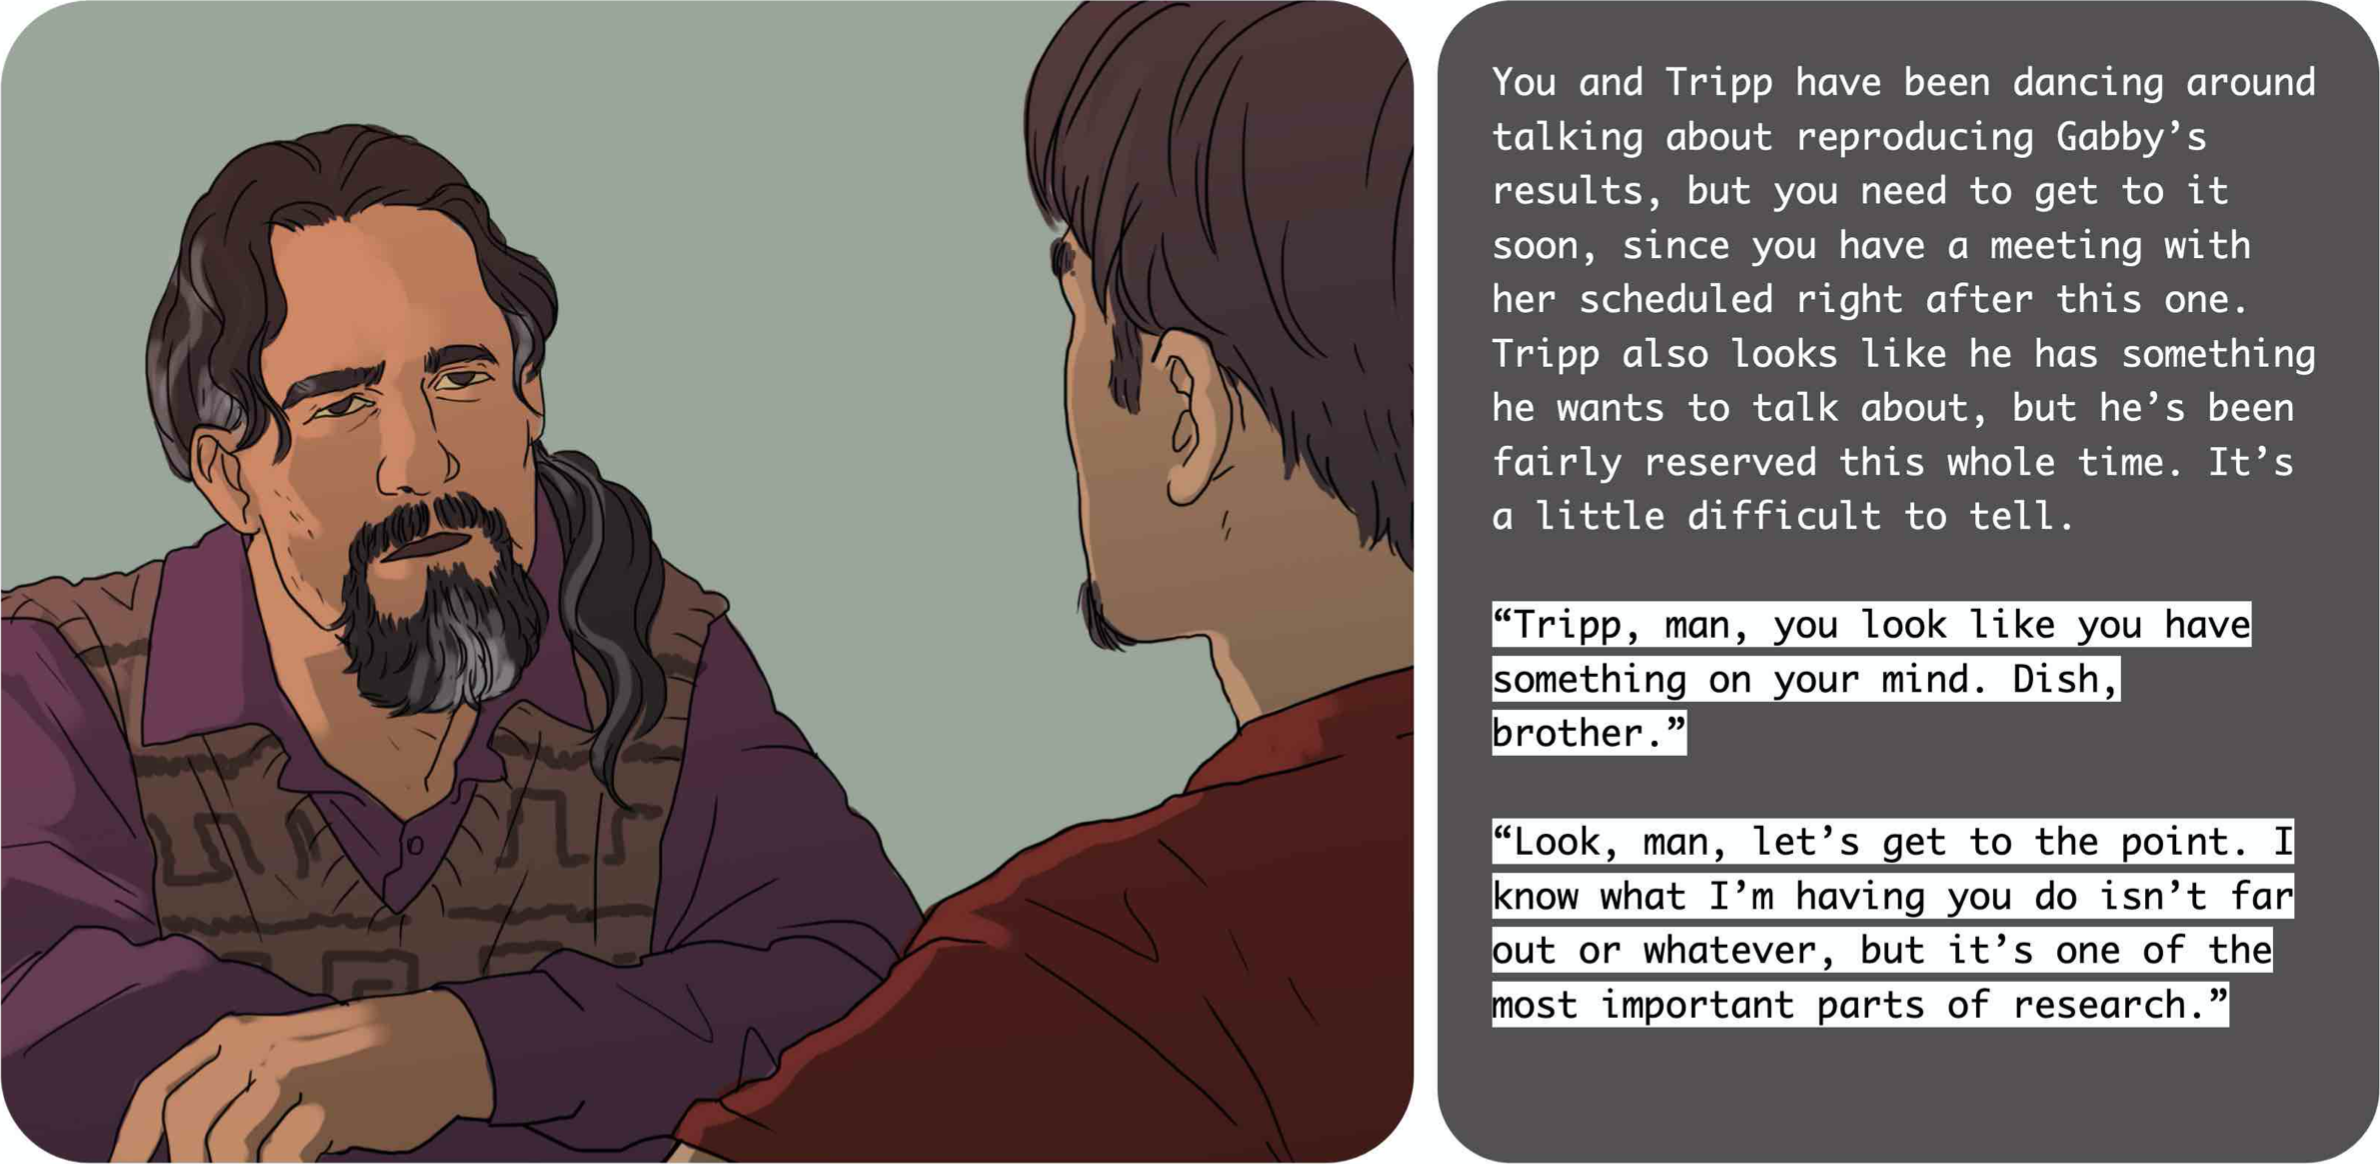 You and Tripp have been dancing around
talking about reproducing Gabby’s
results, but you need to get to it
soon, since you have a meeting with
her scheduled right after this one.
Tripp also looks like he has something
he wants to talk about, but he’s been
fairly reserved this whole time. It’s
a little difficult to tell.
“Tripp, man, you look like you have
something on your mind. Dish,
brother.”
“Look, man, let’s get to the point. I
know what I’m having you do isn’t far
out or whatever, but it’s one of the
most important parts of research.”